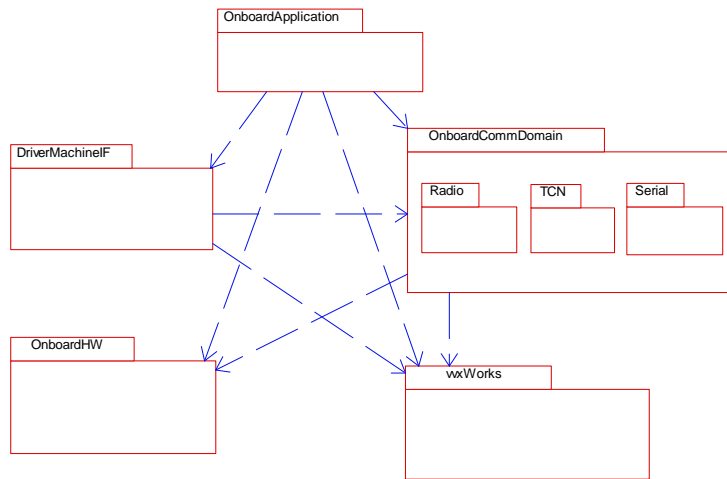 OnboardApplication
DriverMachineIF
OnboardCommDomain
Radio
TCN
Serial
OnboardHW
vxWorks